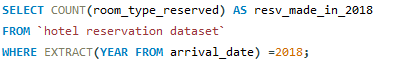 SELECT COUNT(room_type_reserved) AS resv_made_in_2018
FROM `hotel reservation dataset`
WHERE EXTRACT(YEAR FROM arrival_date) =2018;